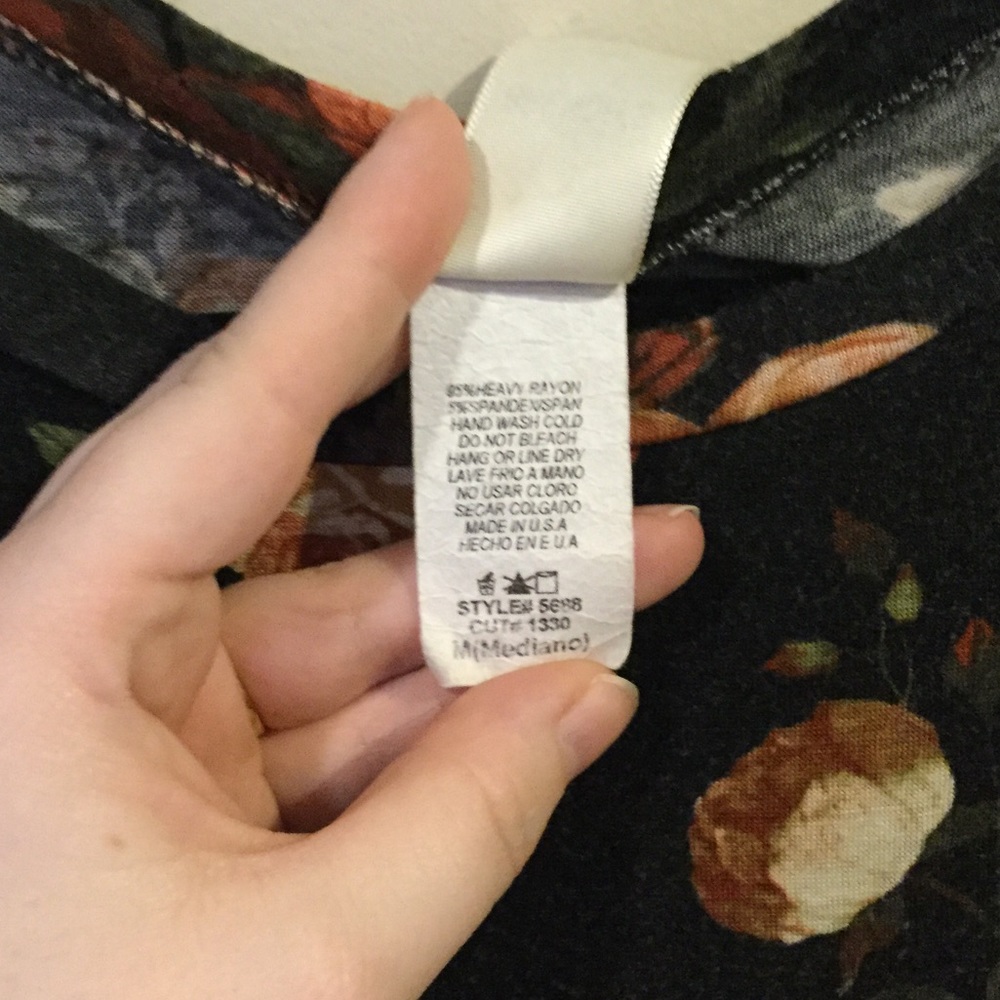 95%HEAVY RAYON
5%SPANDEX/SPAN
HAND WASH COLD
DO NOT BLEACH
HANG OR LINE DRY
LAVE FRIO A MANO
NO USAR CLORO
SECAR COLGADO
MADE IN U.S.A
HECHO EN E.U.A
STYLE# 5688
CUT# 1330
M(Mediano)